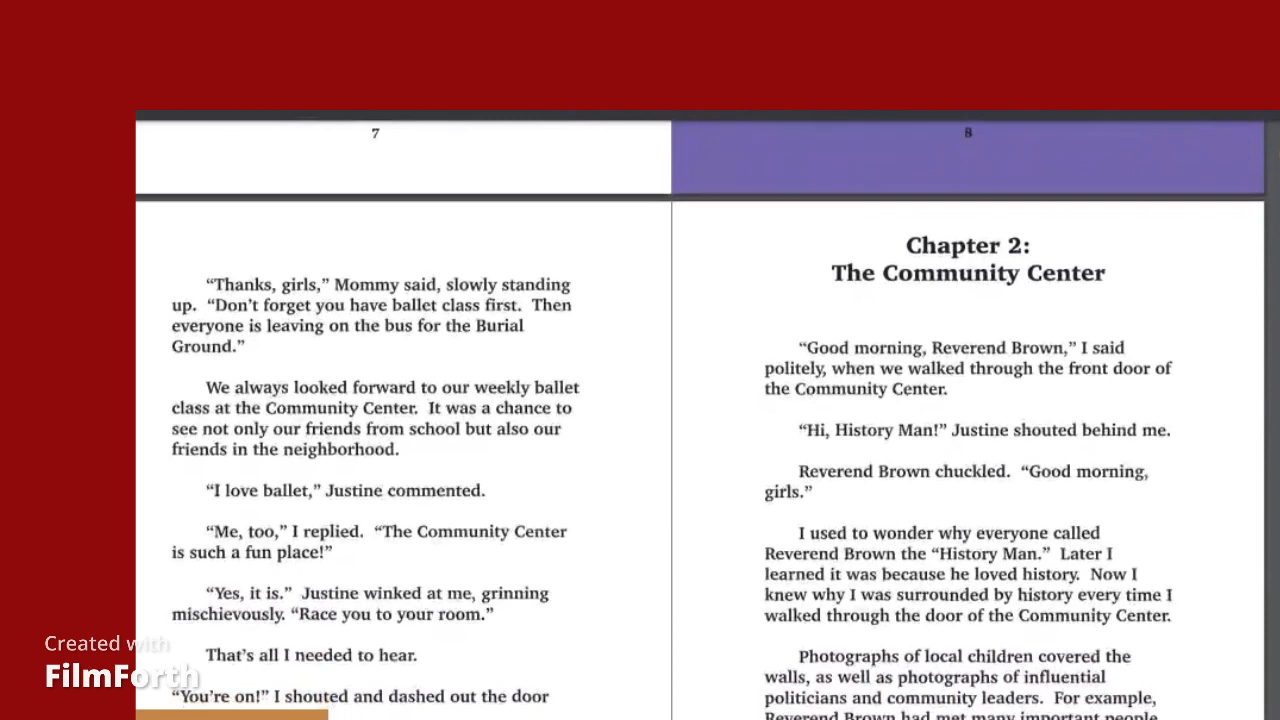 7
8
“Thanks, girls,” Mommy said, slowly standing
up.  “Don’t forget you have ballet class first.  Then
everyone is leaving on the bus for the Burial
Ground.”
We always looked forward to our weekly ballet
class at the Community Center.  It was a chance to
see not only our friends from school but also our
friends in the neighborhood.
“I love ballet,” Justine commented.
“Me, too,” I replied.  “The Community Center
is such a fun place!”
“Yes, it is.”  Justine winked at me, grinning
mischievously. “Race you to your room.”
That’s all I needed to hear.
“You’re on!” I shouted and dashed out the door
Chapter 2:
The Community Center
“Good morning, Reverend Brown,” I said
politely, when we walked through the front door of
the Community Center.
“Hi, History Man!” Justine shouted behind me.
Reverend Brown chuckled.  “Good morning,
girls.”
I used to wonder why everyone called
Reverend Brown the “History Man.”  Later I
learned it was because he loved history.  Now I
knew why I was surrounded by history every time I
walked through the door of the Community Center.
Photographs of local children covered the
walls, as well as photographs of influential
politicians and community leaders.  For example,
Reverend Brown had met many important people
Created with
FilmForth